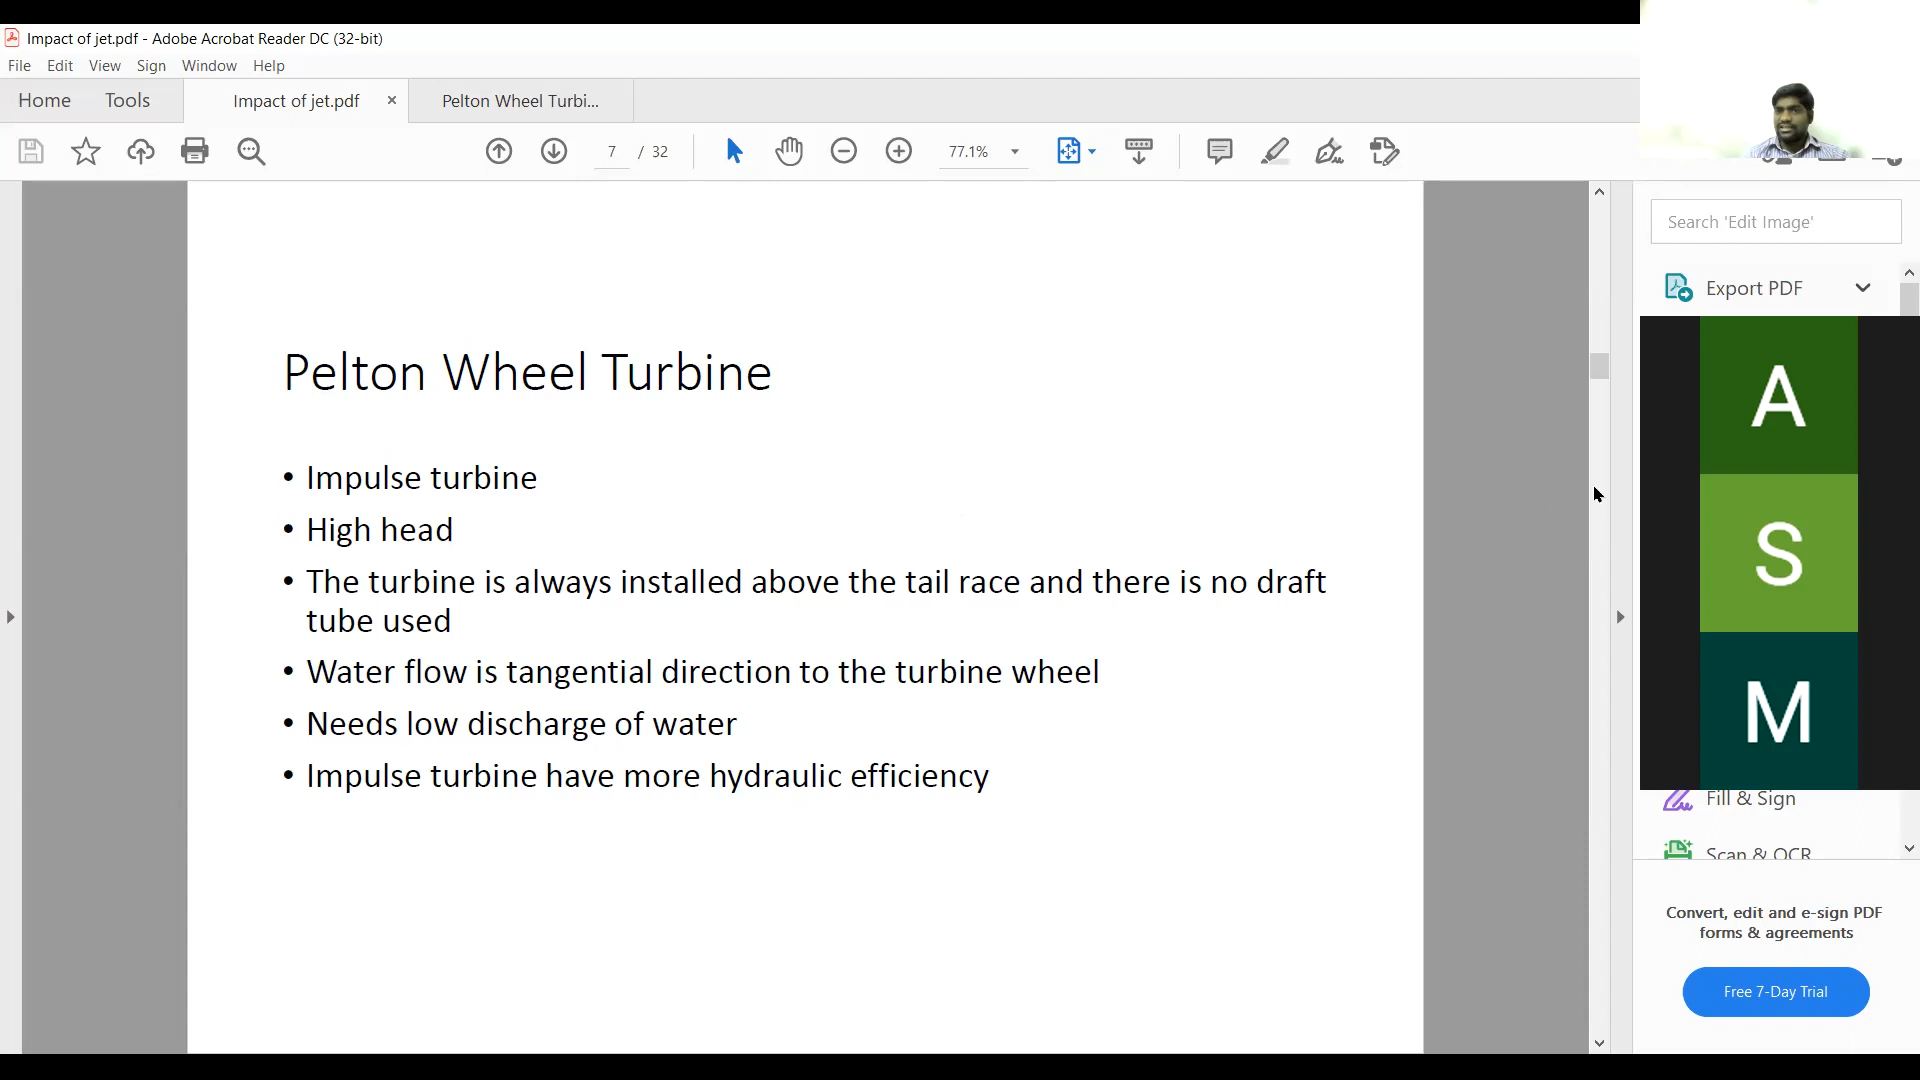 Impact of jet.pdf - Adobe Acrobat Reader DC (32-bit)
File Edit View Sign Window Help
Home Tools Impact of jet.pdf × Pelton Wheel Turbi...
7 / 32 77.1%
Search 'Edit Image'
Export PDF
Pelton Wheel Turbine
• Impulse turbine
• High head
• The turbine is always installed above the tail race and there is no draft
tube used
• Water flow is tangential direction to the turbine wheel
• Needs low discharge of water
• Impulse turbine have more hydraulic efficiency
A
S
M
Fill & Sign
Scan & OCR
Convert, edit and e-sign PDF
forms & agreements
Free 7-Day Trial